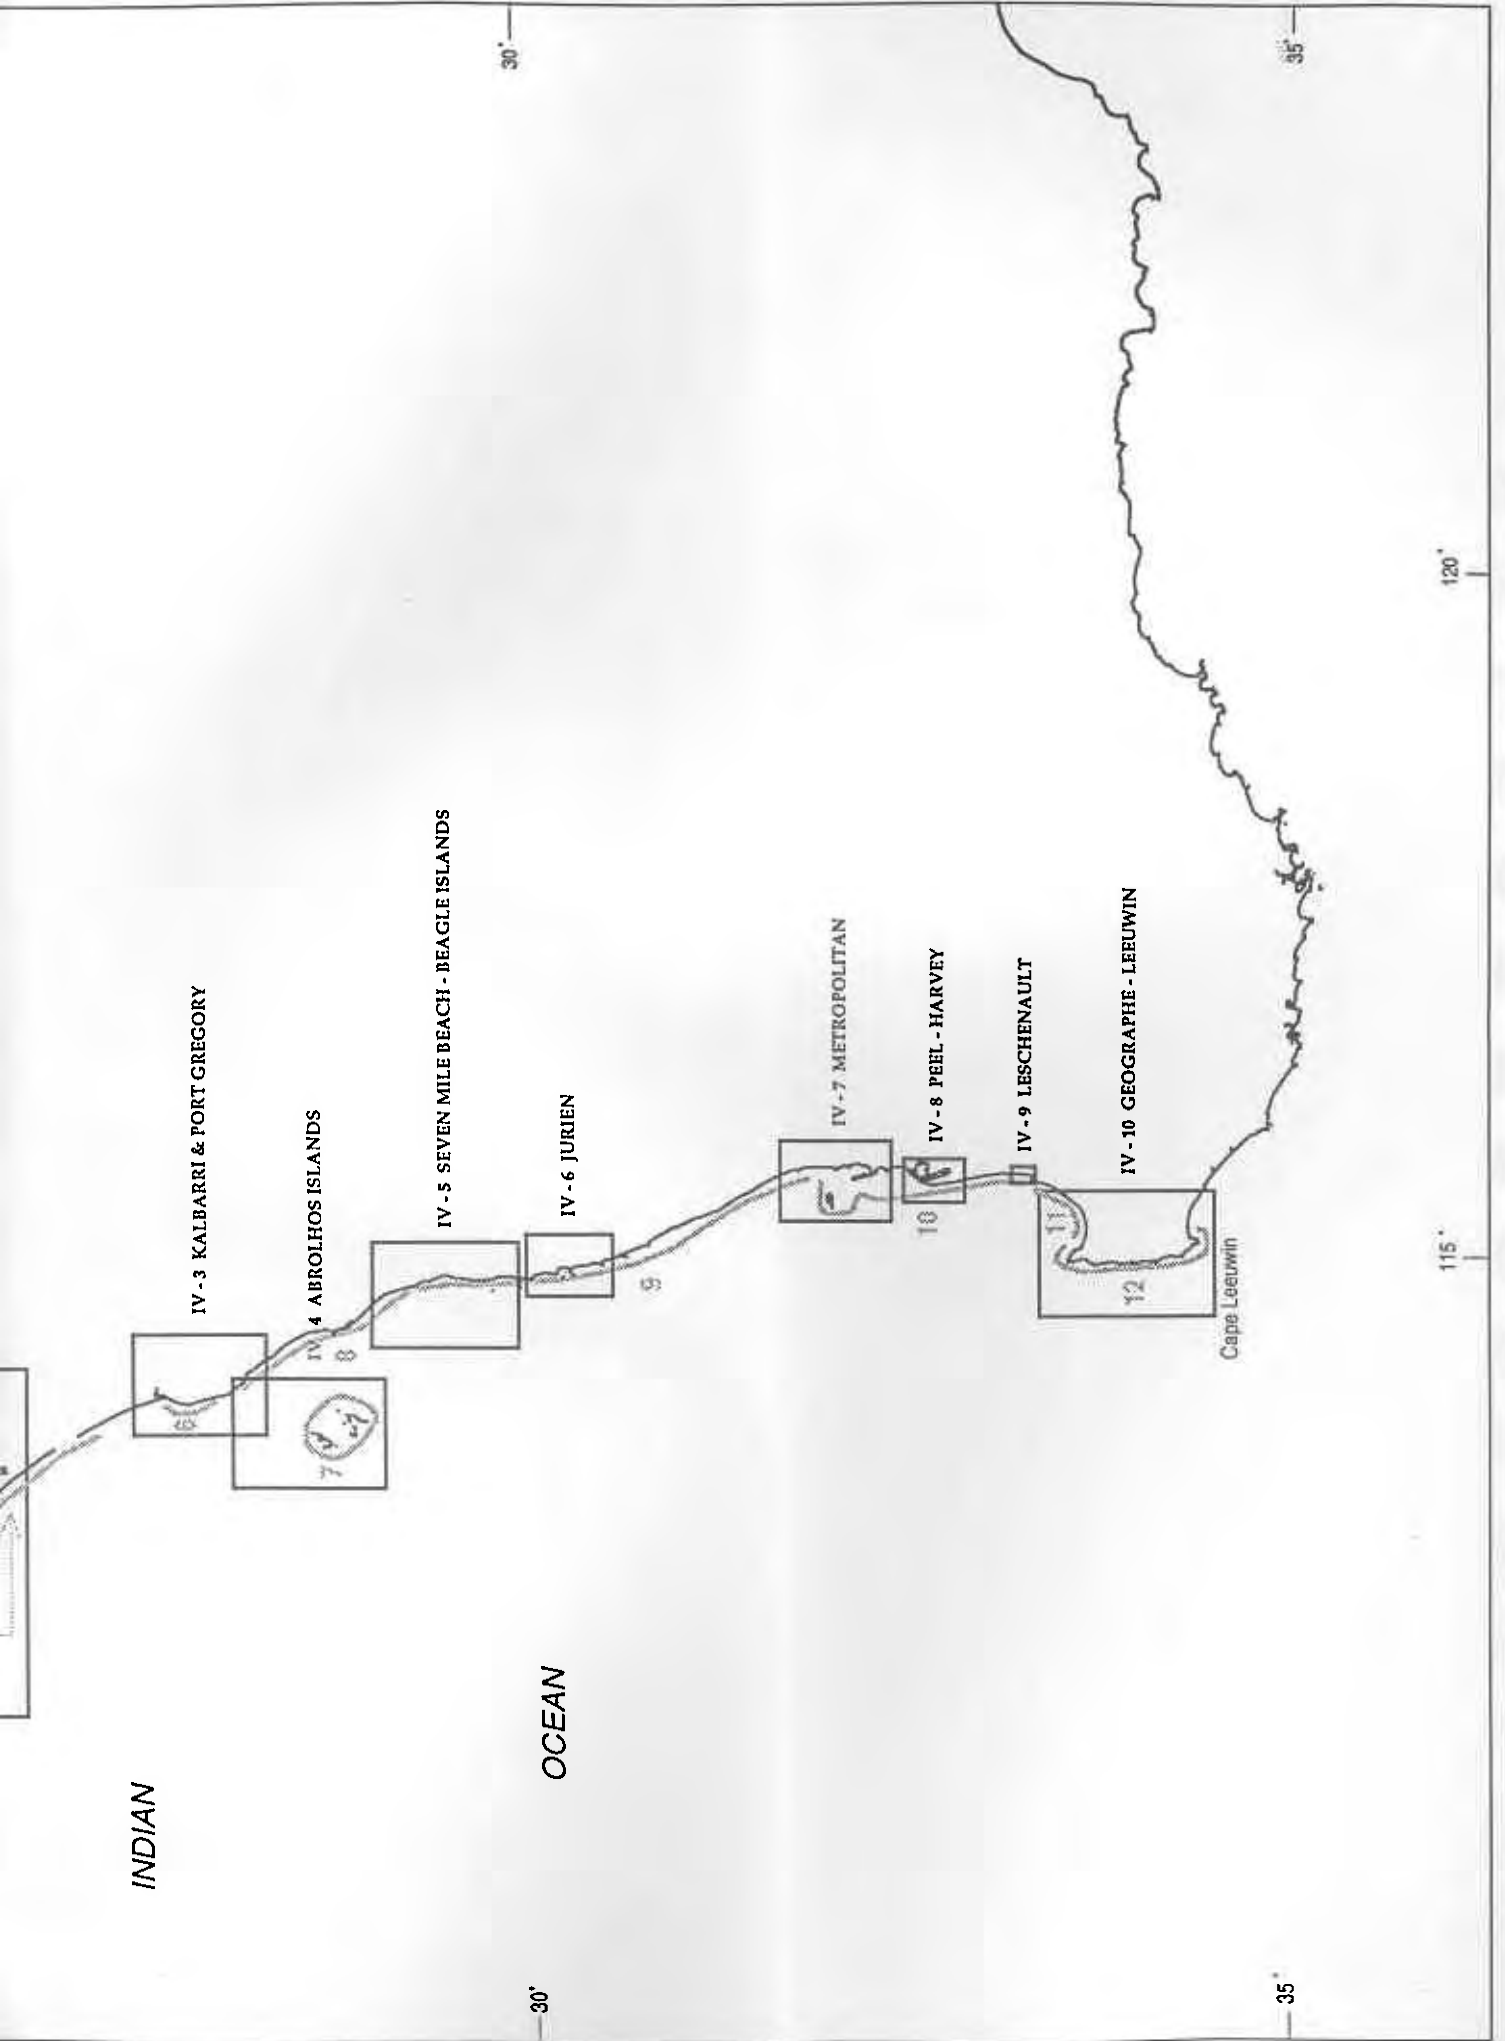 30°
35°
IV - 3 KALBARRI & PORT GREGORY
IV 4 ABROLHOS ISLANDS
IV - 5 SEVEN MILE BEACH - BEAGLE ISLANDS
IV - 6 JURIEN
IV - 7 METROPOLITAN
IV - 8 PEEL - HARVEY
IV - 9 LESCHENAULT
IV - 10 GEOGRAPHE - LEEUWIN
6
7
8
9
10
11
12
Cape Leeuwin
120°
115°
INDIAN
OCEAN
30°
35°